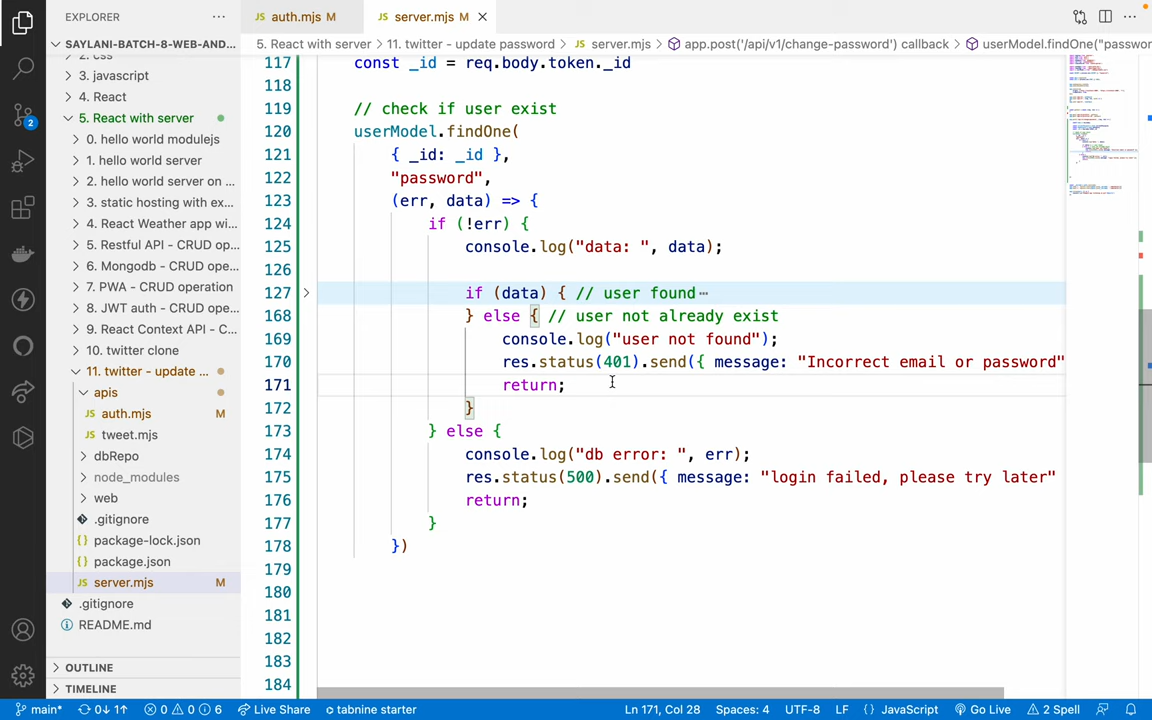 EXPLORER
auth.mjs M
server.mjs M
SAYLANI-BATCH-8-WEB-AND...
5. React with server
11. twitter - update password
server.mjs
app.post('/api/v1/change-password') callback
userModel.findOne("passwor
3. javascript
4. React
5. React with server
0. hello world modulejs
1. hello world server
2. hello world server on ...
3. static hosting with ex...
4. React Weather app wi...
5. Restful API - CRUD op...
6. Mongodb - CRUD ope...
7. PWA - CRUD operation
8. JWT auth - CRUD oper...
9. React Context API - C...
10. twitter clone
11. twitter - update ...
apis
auth.mjs M
tweet.mjs
dbRepo
node_modules
web
.gitignore
package-lock.json
package.json
server.mjs M
.gitignore
README.md
OUTLINE
TIMELINE
2
117 const _id = req.body.token._id
118
119 // check if user exist
120 userModel.findOne(
121 { _id: _id },
122 "password",
123 (err, data) => {
124 if (!err) {
125 console.log("data: ", data);
126
127 if (data) { // user found
168 } else { // user not already exist
169 console.log("user not found");
170 res.status(401).send({ message: "Incorrect email or password"
171 return;
172 }
173 } else {
174 console.log("db error: ", err);
175 res.status(500).send({ message: "login failed, please try later"
176 return;
177 }
178 })
179
180
181
182
183
184
main* 0↓ 1↑ 0 0 6 Live Share tabnine starter Ln 171, Col 28 Spaces: 4 UTF-8 LF {} JavaScript Go Live 2 Spell